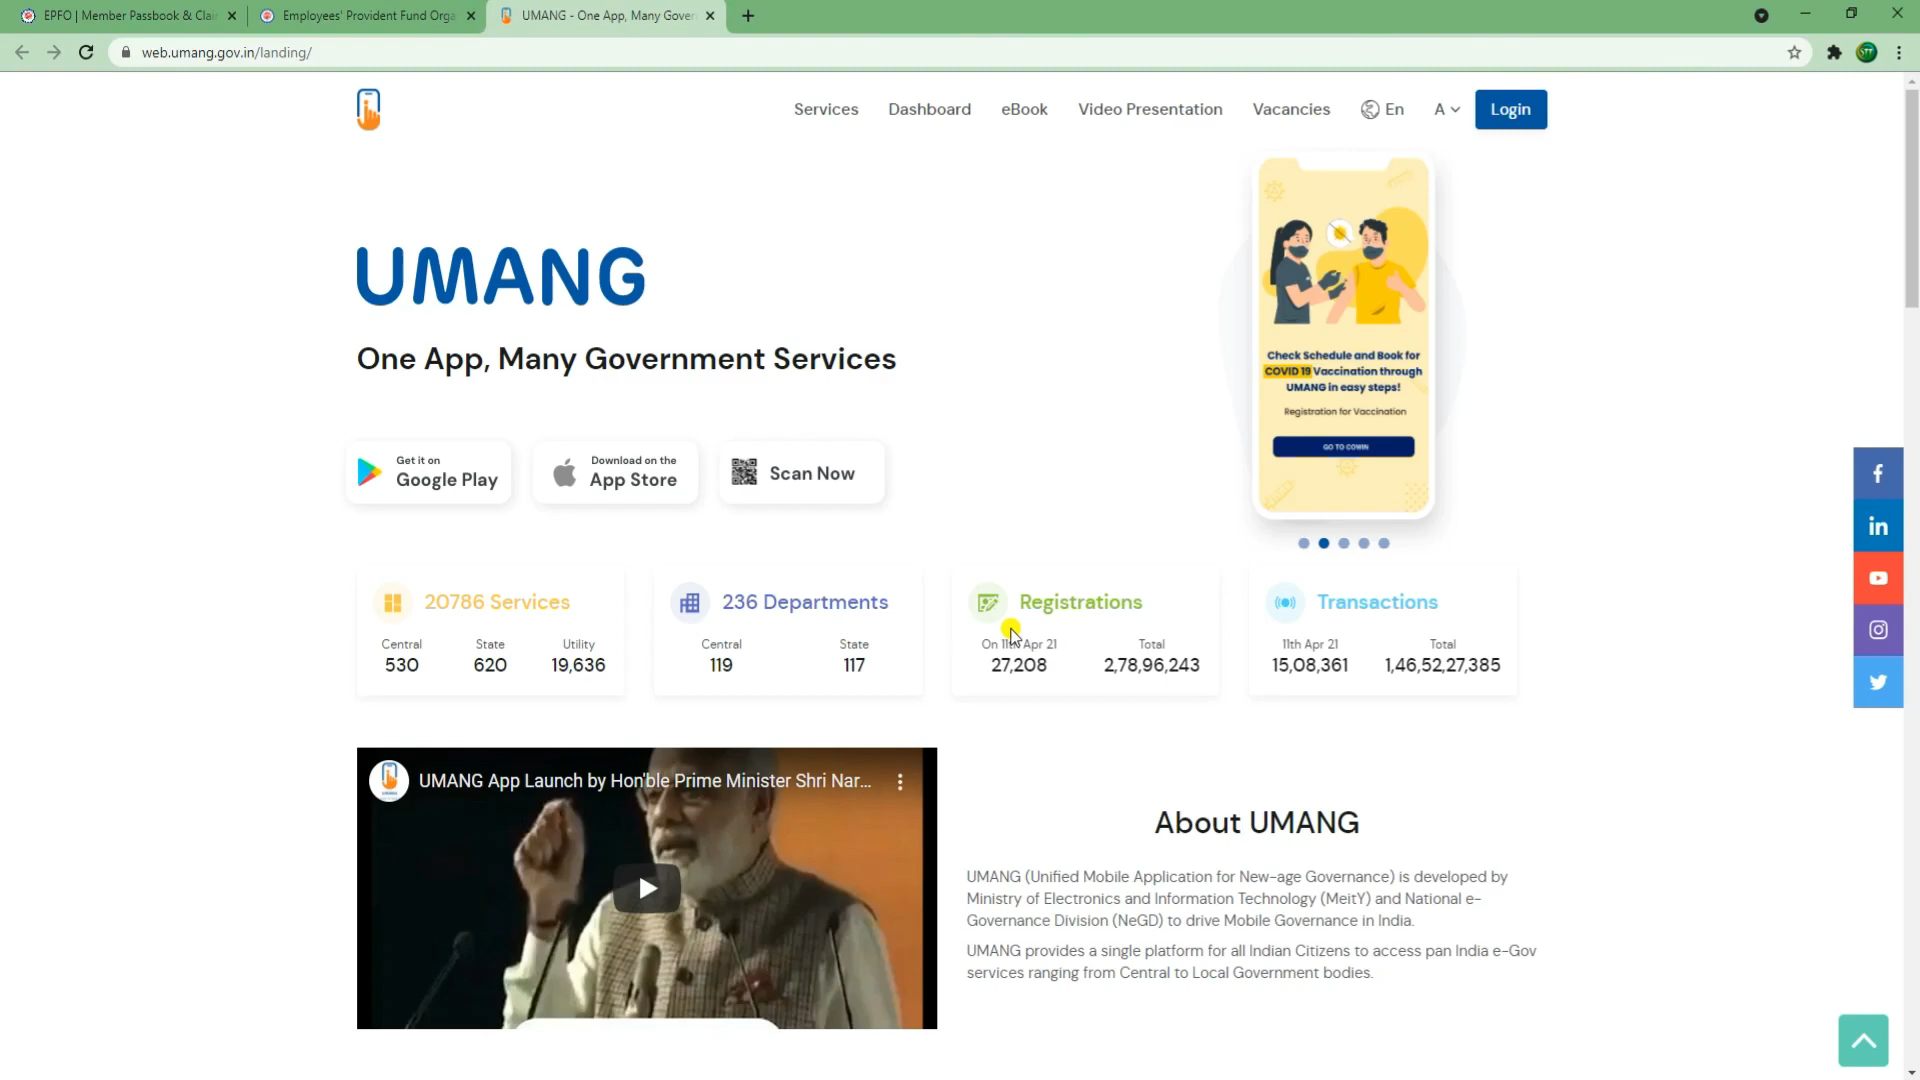 EPFO | Member Passbook & Clai
Employees' Provident Fund Orga
UMANG - One App, Many Gover
web.umang.gov.in/landing/
Services
Dashboard
eBook
Video Presentation
Vacancies
En
A
Login
UMANG
One App, Many Government Services
Get it on
Google Play
Download on the
App Store
Scan Now
Check Schedule and Book for
COVID 19 Vaccination through
UMANG in easy steps!
Registration for Vaccination
GO TO COWIN
20786 Services
Central State Utility
530 620 19,636
236 Departments
Central State
119 117
Registrations
On 11th Apr 21 Total
27,208 2,78,96,243
Transactions
11th Apr 21 Total
15,08,361 1,46,52,27,385
UMANG App Launch by Hon'ble Prime Minister Shri Nar...
About UMANG
UMANG (Unified Mobile Application for New-age Governance) is developed by
Ministry of Electronics and Information Technology (MeitY) and National e-
Governance Division (NeGD) to drive Mobile Governance in India.
UMANG provides a single platform for all Indian Citizens to access pan India e-Gov
services ranging from Central to Local Government bodies.